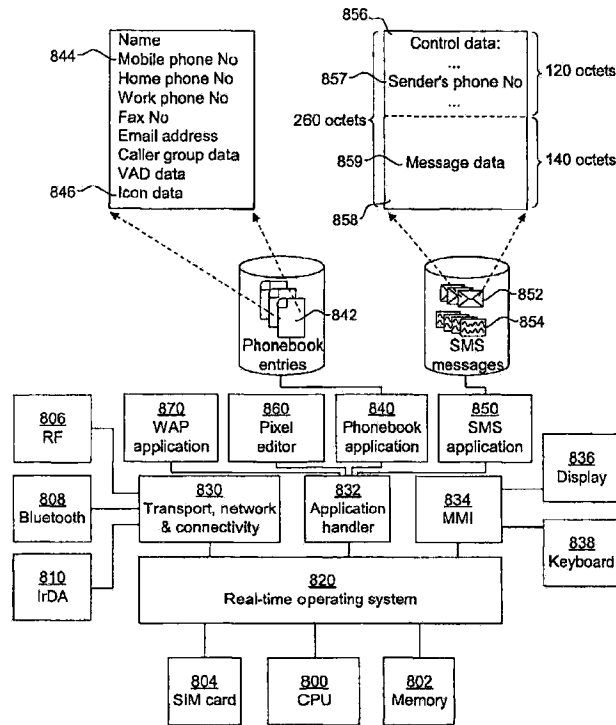 844
Name
Mobile phone No
Home phone No
Work phone No
Fax No
Email address
Caller group data
VAD data
846
Icon data
856
Control data:
...
857
Sender's phone No
...
120 octets
260 octets
859
Message data
140 octets
858
842
Phonebook
entries
852
854
SMS
messages
806
RF
870
WAP
application
860
Pixel
editor
840
Phonebook
application
850
SMS
application
836
Display
808
Bluetooth
830
Transport, network
& connectivity
832
Application
handler
834
MMI
838
Keyboard
810
IrDA
820
Real-time operating system
804
SIM card
800
CPU
802
Memory